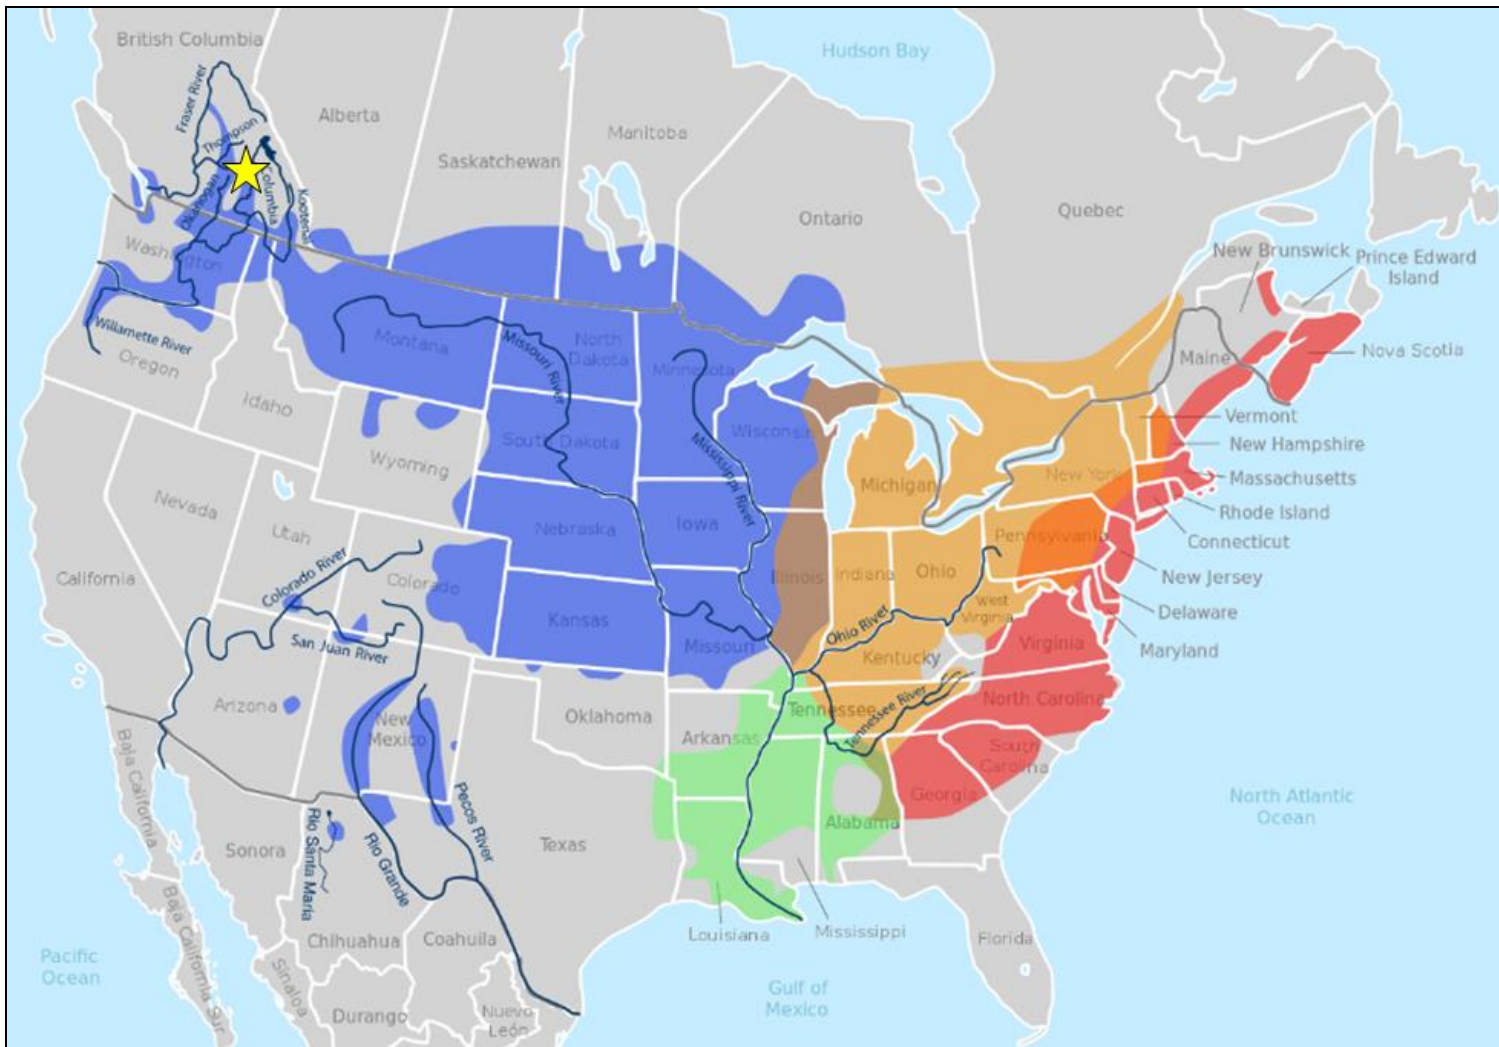 British Columbia
Hudson Bay
Fraser River
Alberta
Manitoba
Thompson
Saskatchewan
Okanogan
Columbia
Kootenai
Ontario
Quebec
New Brunswick
Prince Edward
Island
Washington
Willamette River
Oregon
Montana
Missouri River
North
Dakota
Minnesota
Maine
Nova Scotia
Idaho
Vermont
South Dakota
Wisconsin
New Hampshire
Wyoming
Mississippi River
Michigan
New York
Massachusetts
Nevada
Rhode Island
Nebraska
Iowa
Utah
Pennsylvania
Connecticut
California
Colorado River
Colorado
Illinois
Indiana
Ohio
New Jersey
Kansas
West
Virginia
Delaware
San Juan River
Missouri
Ohio River
Kentucky
Virginia
Maryland
Arizona
New
Mexico
Oklahoma
Tennessee
Tennessee River
North Carolina
Arkansas
South
Carolina
Baja California
Georgia
North Atlantic
Ocean
Rio Santa Maria
Sonora
Rio Grande
Pecos River
Texas
Alabama
Louisiana
Mississippi
Florida
Pacific
Ocean
Baja California Sur
Sinaloa
Chihuahua
Coahuila
Gulf of
Mexico
Durango
Nuevo
León